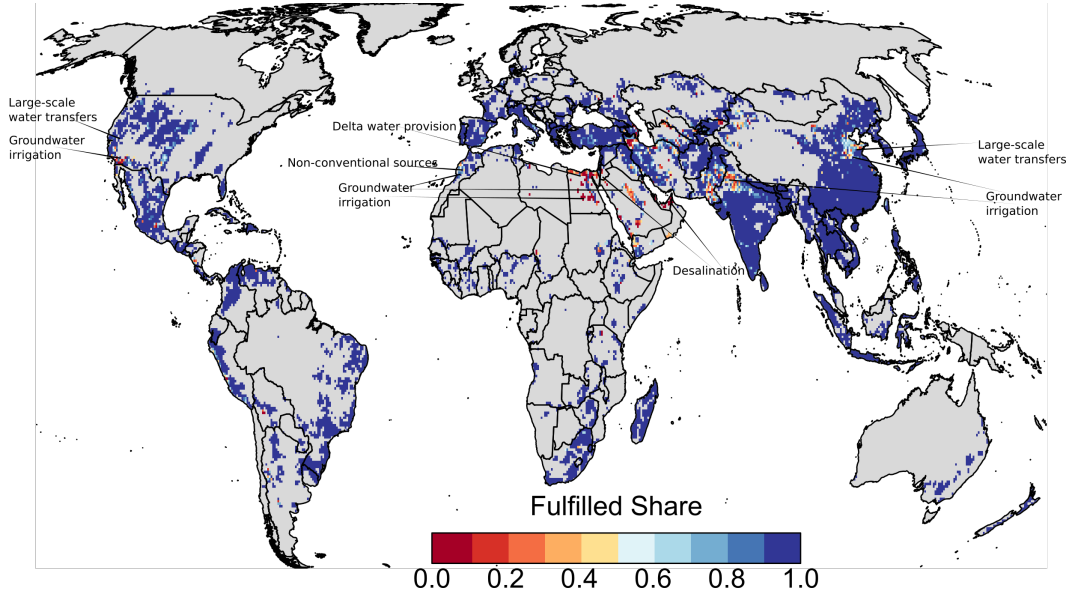 Large-scale
water transfers
Groundwater
irrigation
Delta water provision
Non-conventional sources
Groundwater
irrigation
Desalination
Large-scale
water transfers
Groundwater
irrigation
Fulfilled Share
0.0 0.2 0.4 0.6 0.8 1.0